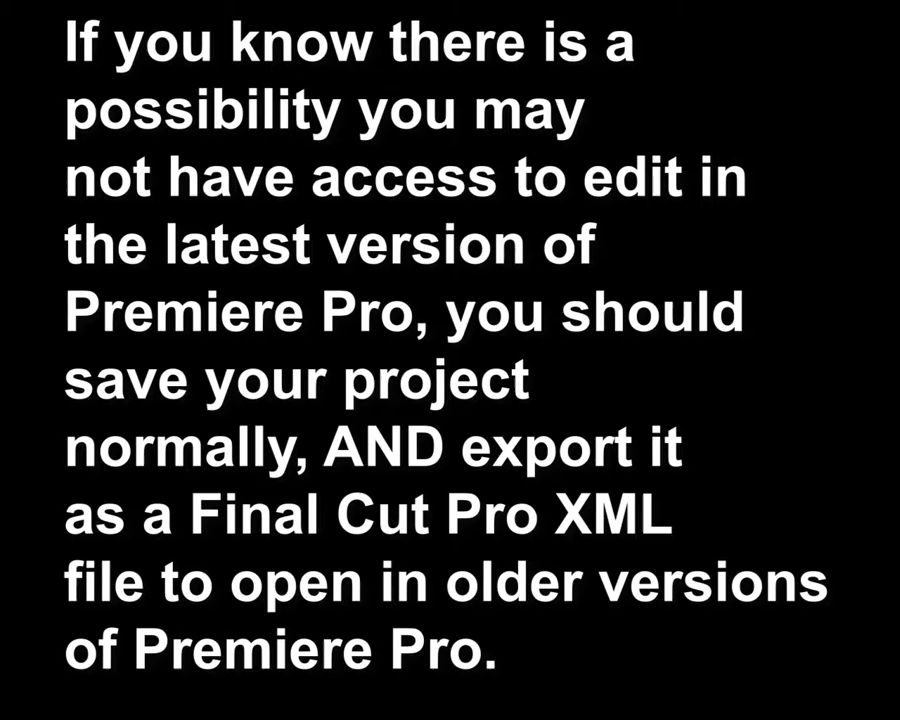 If you know there is a
possibility you may
not have access to edit in
the latest version of
Premiere Pro, you should
save your project
normally, AND export it
as a Final Cut Pro XML
file to open in older versions
of Premiere Pro.